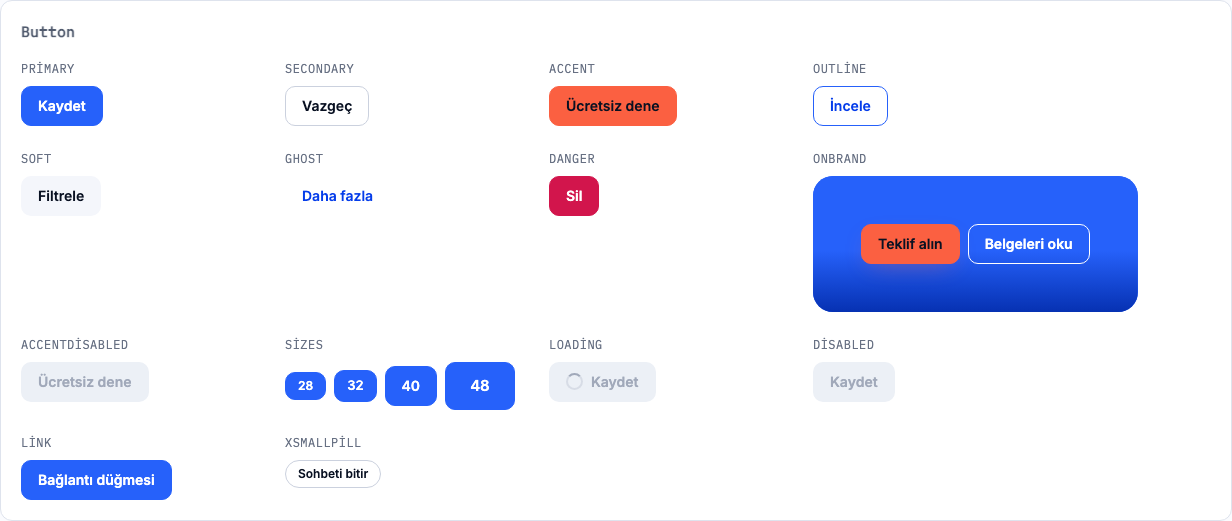 Button
PRİMARY
SECONDARY
ACCENT
OUTLİNE
Kaydet
Vazgeç
Ücretsiz dene
İncele
SOFT
GHOST
DANGER
ONBRAND
Filtrele
Daha fazla
Sil
Teklif alın
Belgeleri oku
ACCENTDİSABLED
SİZES
LOADİNG
DİSABLED
Ücretsiz dene
28
32
40
48
Kaydet
Kaydet
LİNK
XSMALLPİLL
Bağlantı düğmesi
Sohbeti bitir